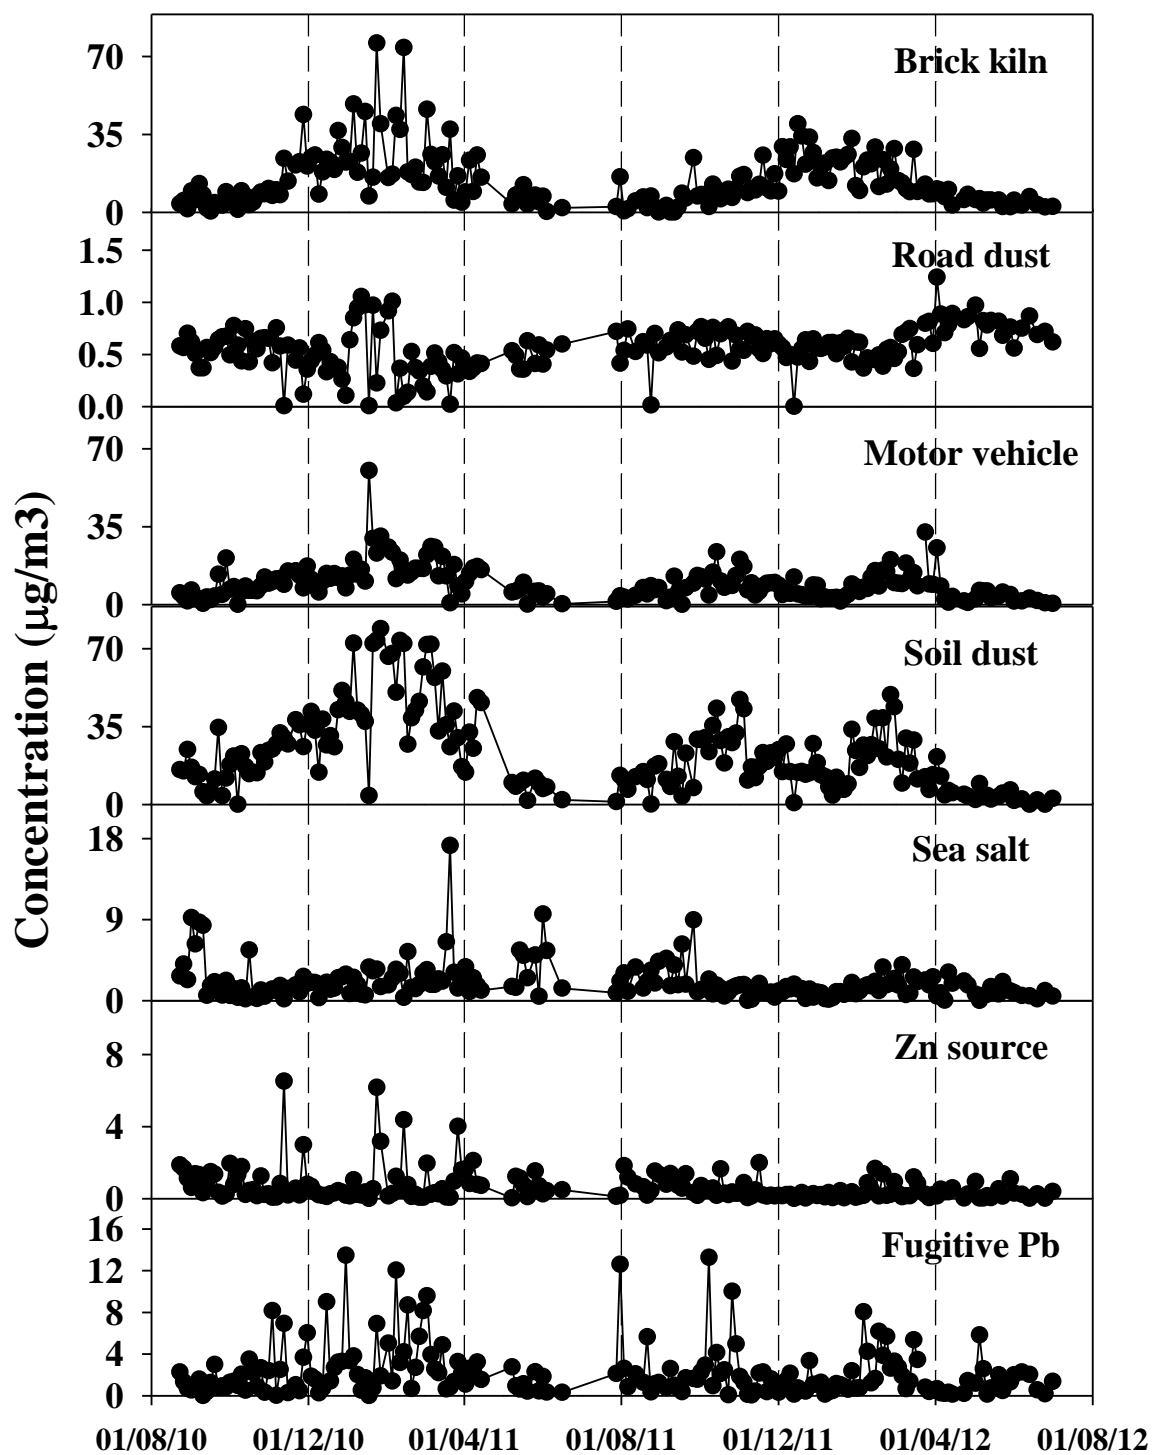 Concentration (μg/m3)
Brick kiln
70
35
0
Road dust
1.5
1.0
0.5
0.0
Motor vehicle
70
35
0
Soil dust
70
35
0
Sea salt
18
9
0
Zn source
8
4
0
Fugitive Pb
16
12
8
4
0
01/08/10 01/12/10 01/04/11 01/08/11 01/12/11 01/04/12 01/08/12